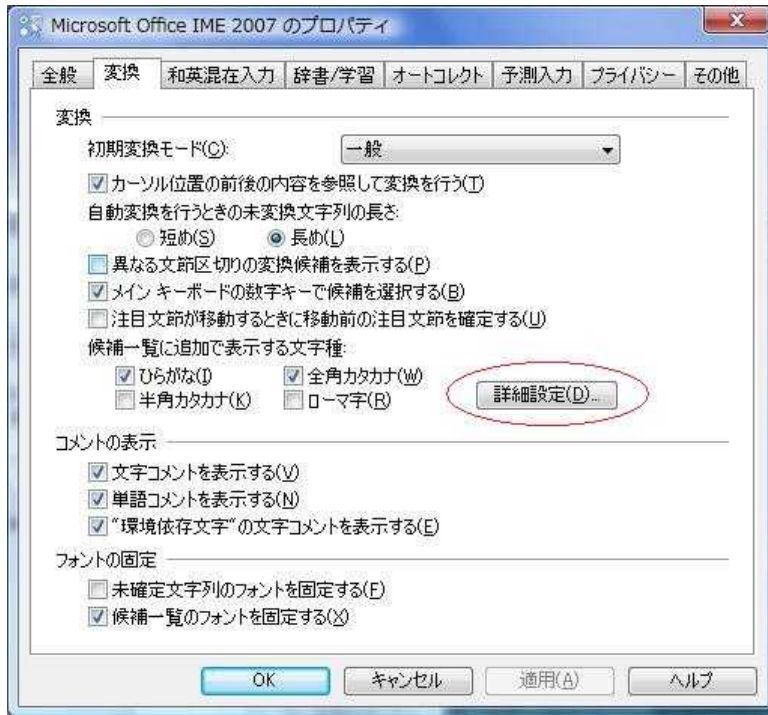 Microsoft Office IME 2007 のプロパティ
全般 変換 和英混在入力 辞書/学習 オートコレクト 予測入力 プライバシー その他
変換
初期変換モード(C): 一般
カーソル位置の前後の内容を参照して変換を行う(T)
自動変換を行うときの未変換文字列の長さ:
短め(S) 長め(L)
異なる文節区切りの変換候補を表示する(P)
メイン キーボードの数字キーで候補を選択する(B)
注目文節が移動するときに移動前の注目文節を確定する(U)
候補一覧に追加で表示する文字種:
ひらがな(I) 全角カタカナ(W)
半角カタカナ(K) ローマ字(R) 詳細設定(D)...
コメントの表示
文字コメントを表示する(V)
単語コメントを表示する(N)
"環境依存文字"の文字コメントを表示する(E)
フォントの固定
未確定文字列のフォントを固定する(F)
候補一覧のフォントを固定する(X)
OK キャンセル 適用(A) ヘルプ